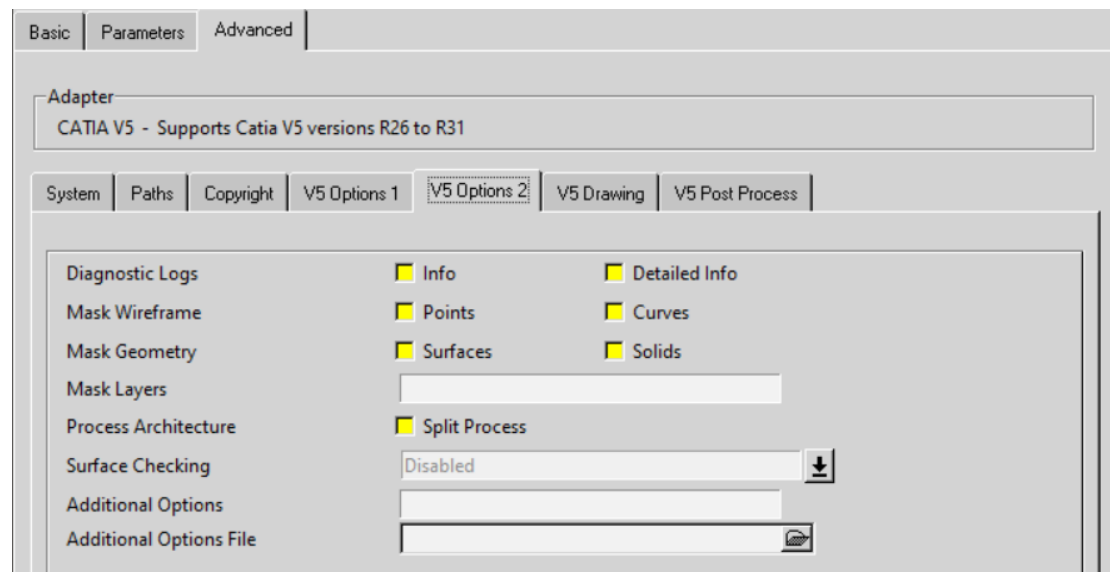 Basic Parameters Advanced
Adapter
CATIA V5 - Supports Catia V5 versions R26 to R31
System Paths Copyright V5 Options 1 V5 Options 2 V5 Drawing V5 Post Process
Diagnostic Logs Info Detailed Info
Mask Wireframe Points Curves
Mask Geometry Surfaces Solids
Mask Layers
Process Architecture Split Process
Surface Checking Disabled
Additional Options
Additional Options File